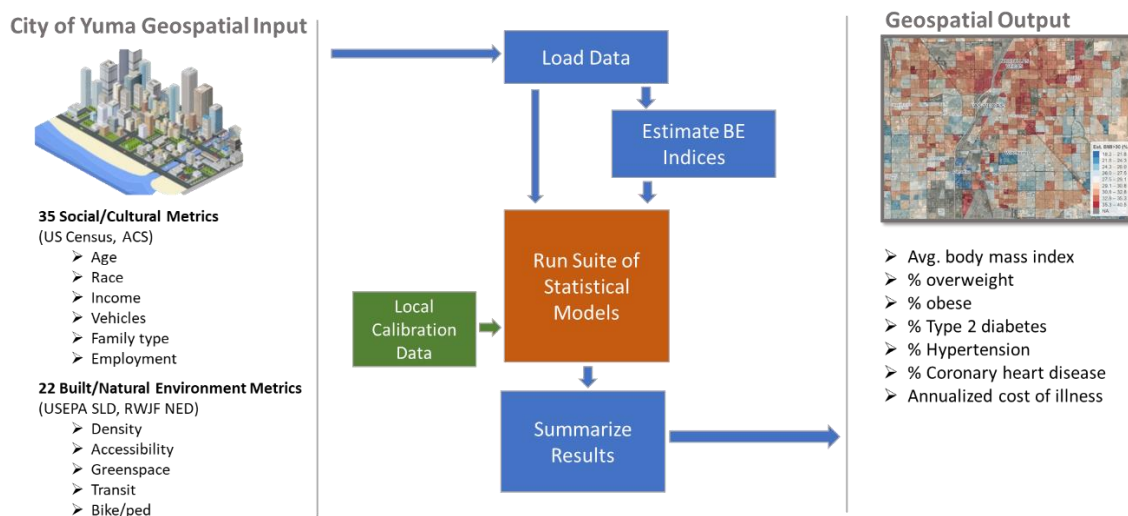 City of Yuma Geospatial Input
35 Social/Cultural Metrics
(US Census, ACS)
➢ Age
➢ Race
➢ Income
➢ Vehicles
➢ Family type
➢ Employment
22 Built/Natural Environment Metrics
(USEPA SLD, RWJF NED)
➢ Density
➢ Accessibility
➢ Greenspace
➢ Transit
➢ Bike/ped
Load Data
Estimate BE
Indices
Run Suite of
Statistical
Models
Local
Calibration
Data
Summarize
Results
Geospatial Output
NA
➢ Avg. body mass index
➢ % overweight
➢ % obese
➢ % Type 2 diabetes
➢ % Hypertension
➢ % Coronary heart disease
➢ Annualized cost of illness